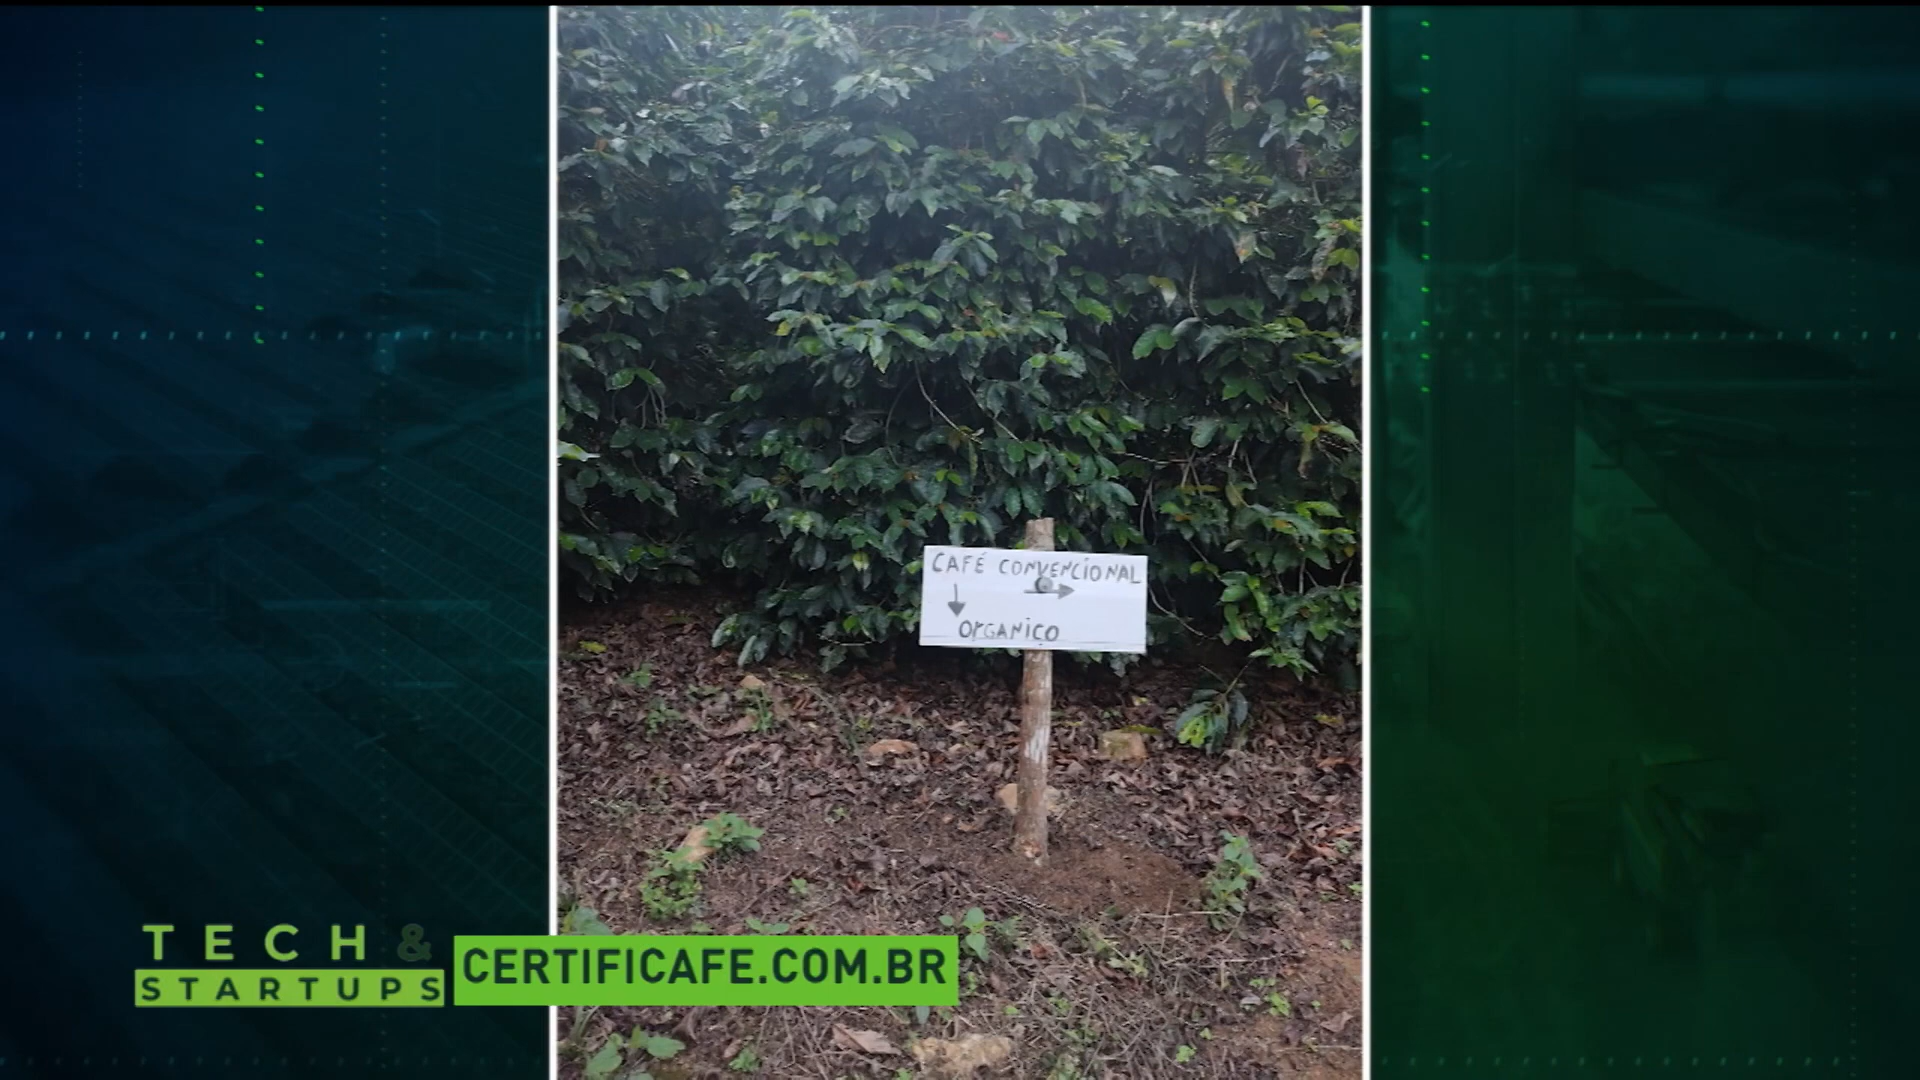 CAFÉ CONVENCIONAL
ORGANICO
TECH &
STARTUPS
CERTIFICAFE.COM.BR